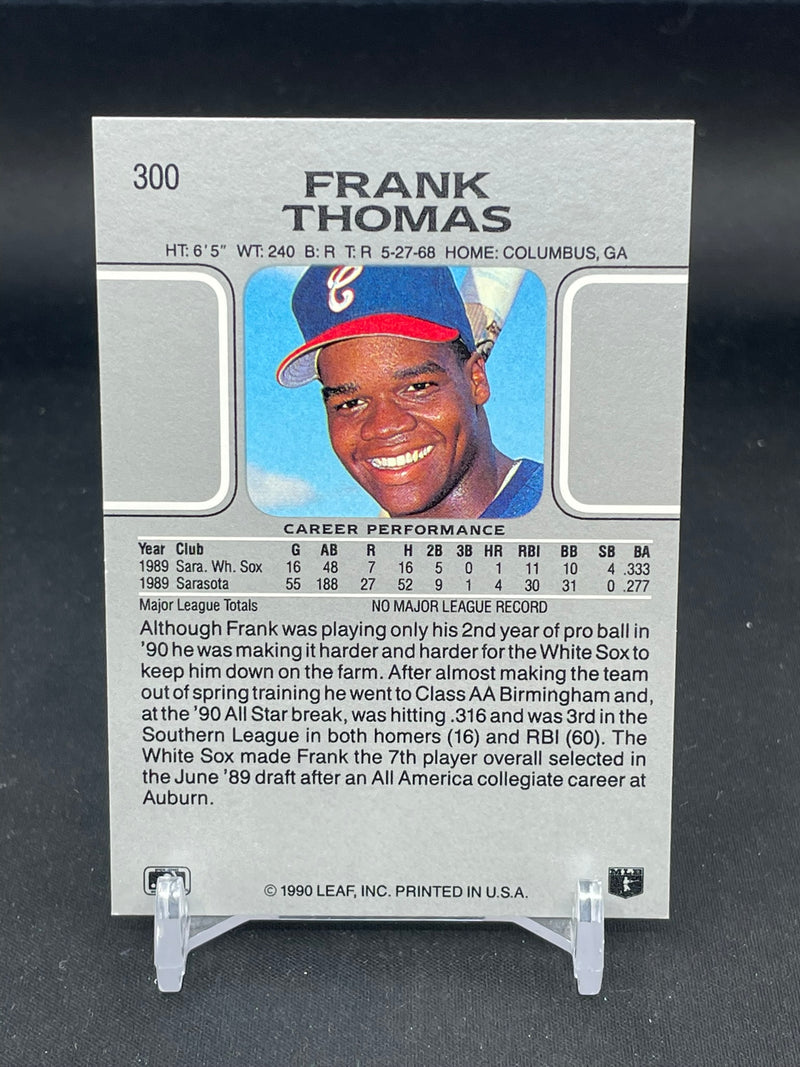 300
FRANK
THOMAS
HT: 6'5" WT: 240 B: R T: R 5-27-68 HOME: COLUMBUS, GA
C
CAREER PERFORMANCE
Year Club G AB R H 2B 3B HR RBI BB SB BA
1989 Sara. Wh. Sox 16 48 7 16 5 0 1 11 10 4 .333
1989 Sarasota 55 188 27 52 9 1 4 30 31 0 .277
Major League Totals NO MAJOR LEAGUE RECORD
Although Frank was playing only his 2nd year of pro ball in
'90 he was making it harder and harder for the White Sox to
keep him down on the farm. After almost making the team
out of spring training he went to Class AA Birmingham and,
at the '90 All Star break, was hitting .316 and was 3rd in the
Southern League in both homers (16) and RBI (60). The
White Sox made Frank the 7th player overall selected in
the June '89 draft after an All America collegiate career at
Auburn.
© 1990 LEAF, INC. PRINTED IN U.S.A.